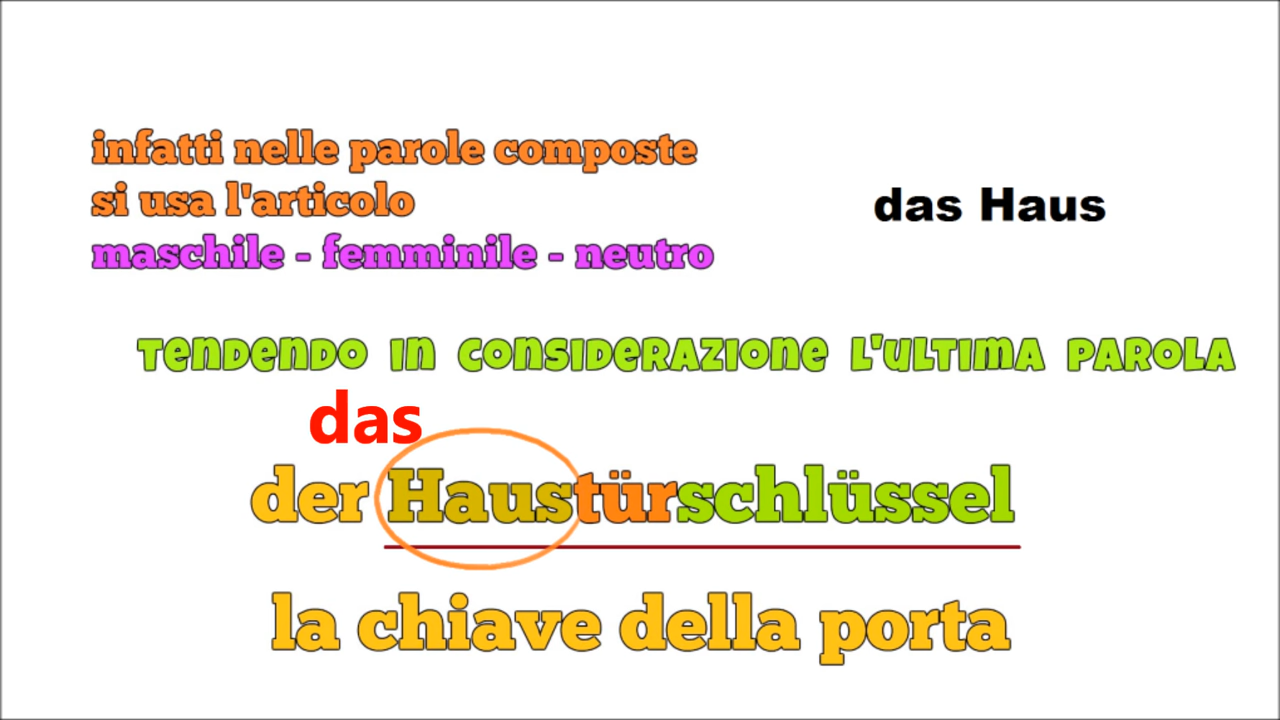 infatti nelle parole composte
si usa l'articolo
maschile - femminile - neutro
das Haus
Tendendo in considerazione l'ultima parola
das
der Haustürschlüssel
la chiave della porta